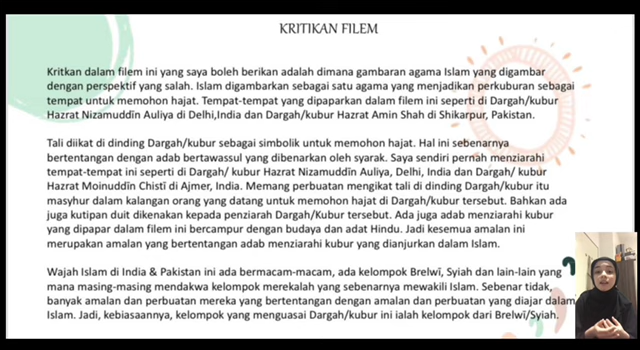 KRITIKAN FILEM
Kritkan dalam filem ini yang saya boleh berikan adalah dimana gambaran agama Islam yang digambar
dengan perspektif yang salah. Islam digambarkan sebagai satu agama yang menjadikan perkuburan sebagai
tempat untuk memohon hajat. Tempat-tempat yang dipaparkan dalam filem ini seperti di Dargah/kubur
Hazrat Nizamuddīn Auliya di Delhi,India dan Dargah/kubur Hazrat Amin Shah di Shikarpur, Pakistan.
Tali diikat di dinding Dargah/kubur sebagai simbolik untuk memohon hajat. Hal ini sebenarnya
bertentangan dengan adab bertawassul yang dibenarkan oleh syarak. Saya sendiri pernah menziarahi
tempat-tempat ini seperti di Dargah/ kubur Hazrat Nizamuddīn Auliya, Delhi, India dan Dargah/ kubur
Hazrat Moinuddīn Chistī di Ajmer, India. Memang perbuatan mengikat tali di dinding Dargah/kubur itu
masyhur dalam kalangan orang yang datang untuk memohon hajat di Dargah/kubur tersebut. Bahkan ada
juga kutipan duit dikenakan kepada penziarah Dargah/Kubur tersebut. Ada juga adab menziarahi kubur
yang dipapar dalam filem ini bercampur dengan budaya dan adat Hindu. Jadi kesemua amalan ini
merupakan amalan yang bertentangan adab menziarahi kubur yang dianjurkan dalam Islam.
Wajah Islam di India & Pakistan ini ada bermacam-macam, ada kelompok Brelwī, Syiah dan lain-lain yang
mana masing-masing mendakwa kelompok merekalah yang sebenarnya mewakili Islam. Sebenar tidak,
banyak amalan dan perbuatan mereka yang bertentangan dengan amalan dan perbuatan yang diajar dalam
Islam. Jadi, kebiasaannya, kelompok yang menguasai Dargah/kubur ini ialah kelompok dari Brelwī/Syiah.